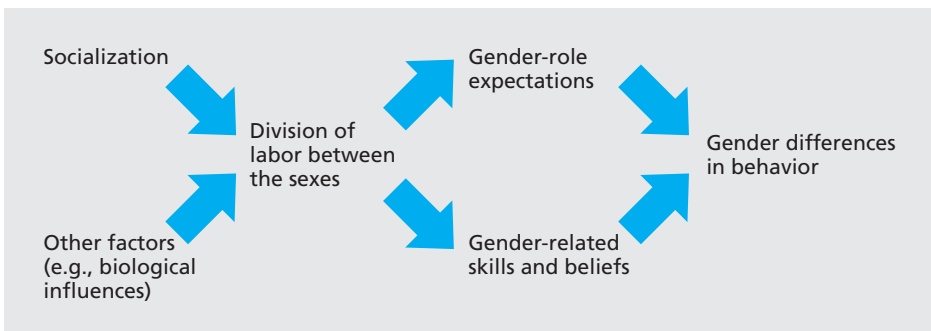 Socialization
Other factors
(e.g., biological
influences)
Division of
labor between
the sexes
Gender-role
expectations
Gender-related
skills and beliefs
Gender differences
in behavior